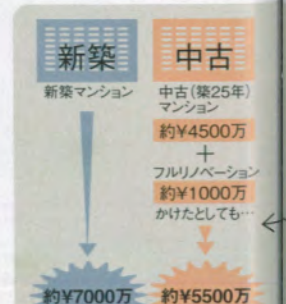 新築
新築マンション
約¥7000万
中古
中古(築25年)
マンション
約¥4500万
+
フルリノベーション
約¥1000万
かけたとしても…
約¥5500万